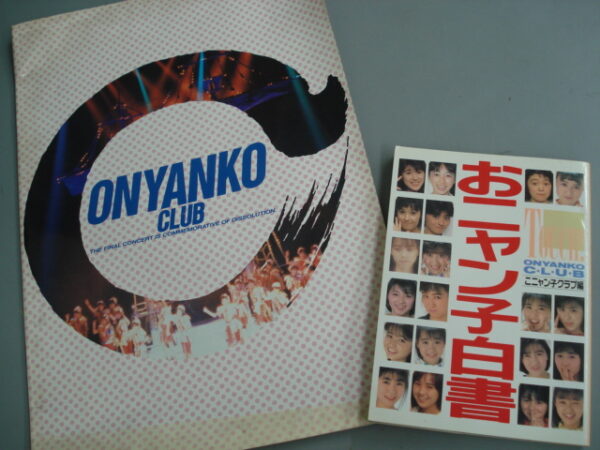 ONYANKO
CLUB
THE FINAL CONCERT IS COMMEMORATIVE OF DISSOLUTION
おニャン子白書
ONYANKO
C・L・U・B
こニャン子クラブ編